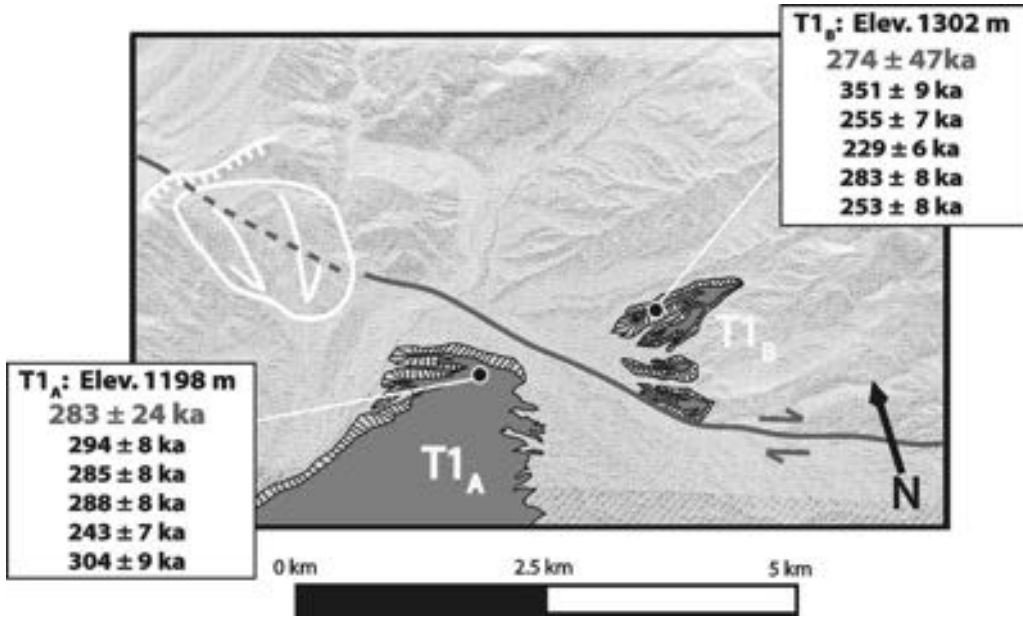 T1B: Elev. 1302 m
274 ± 47ka
351 ± 9 ka
255 ± 7 ka
229 ± 6 ka
283 ± 8 ka
253 ± 8 ka
T1B
T1A: Elev. 1198 m
283 ± 24 ka
294 ± 8 ka
285 ± 8 ka
288 ± 8 ka
243 ± 7 ka
304 ± 9 ka
T1A
N
0 km 2.5 km 5 km